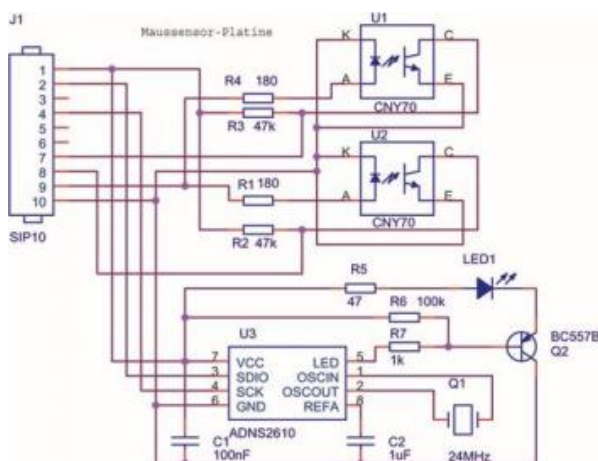 J1
Maussensor-Platine
U1
K
C
A
E
CNY70
1
2
3
4
5
6
7
8
9
10
SIP10
R4 180
R3 47k
U2
K
C
A
E
CNY70
R1 180
R2 47k
LED1
R5
47
R6 100k
R7
1k
BC557B
Q2
U3
7 VCC LED 5
3 SDIO OSCIN 1
4 SCK OSCOUT 2
6 GND REFA 8
ADNS2610
Q1
24MHz
C1
100nF
C2
1uF